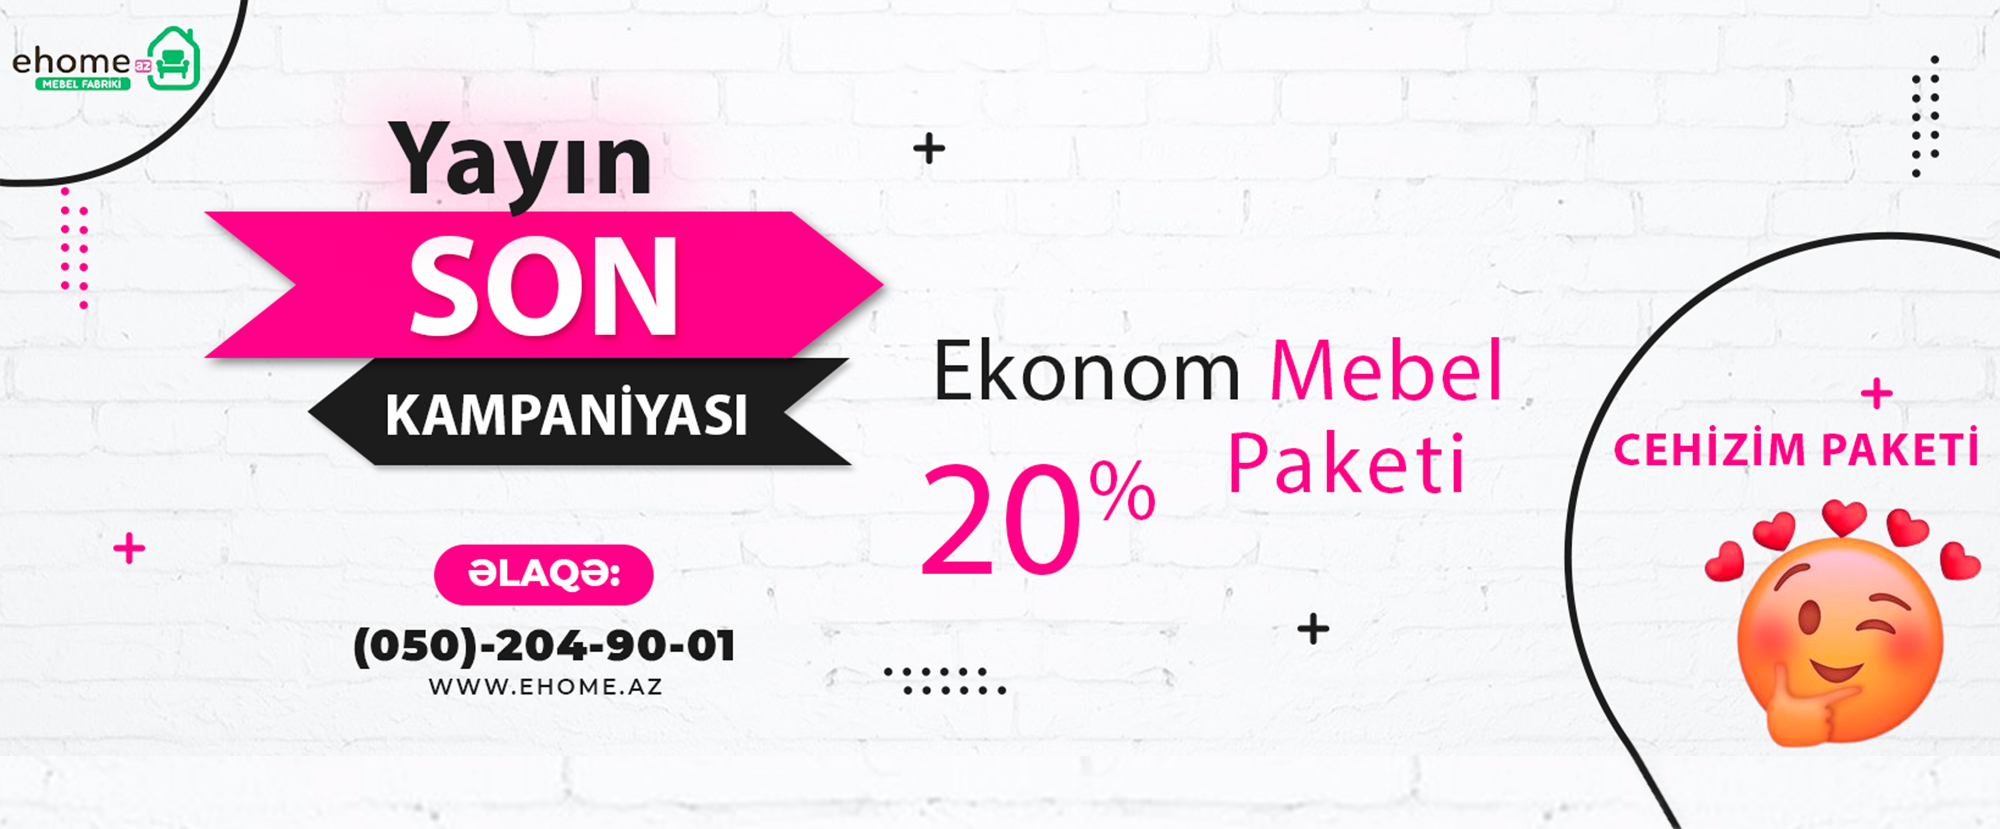 ehome az
MEBEL FABRİKİ
Yayın
SON
KAMPANİYASI
ƏLAQƏ:
(050)-204-90-01
WWW.EHOME.AZ
Ekonom Mebel
Paketi
20%
CEHİZİM PAKETİ